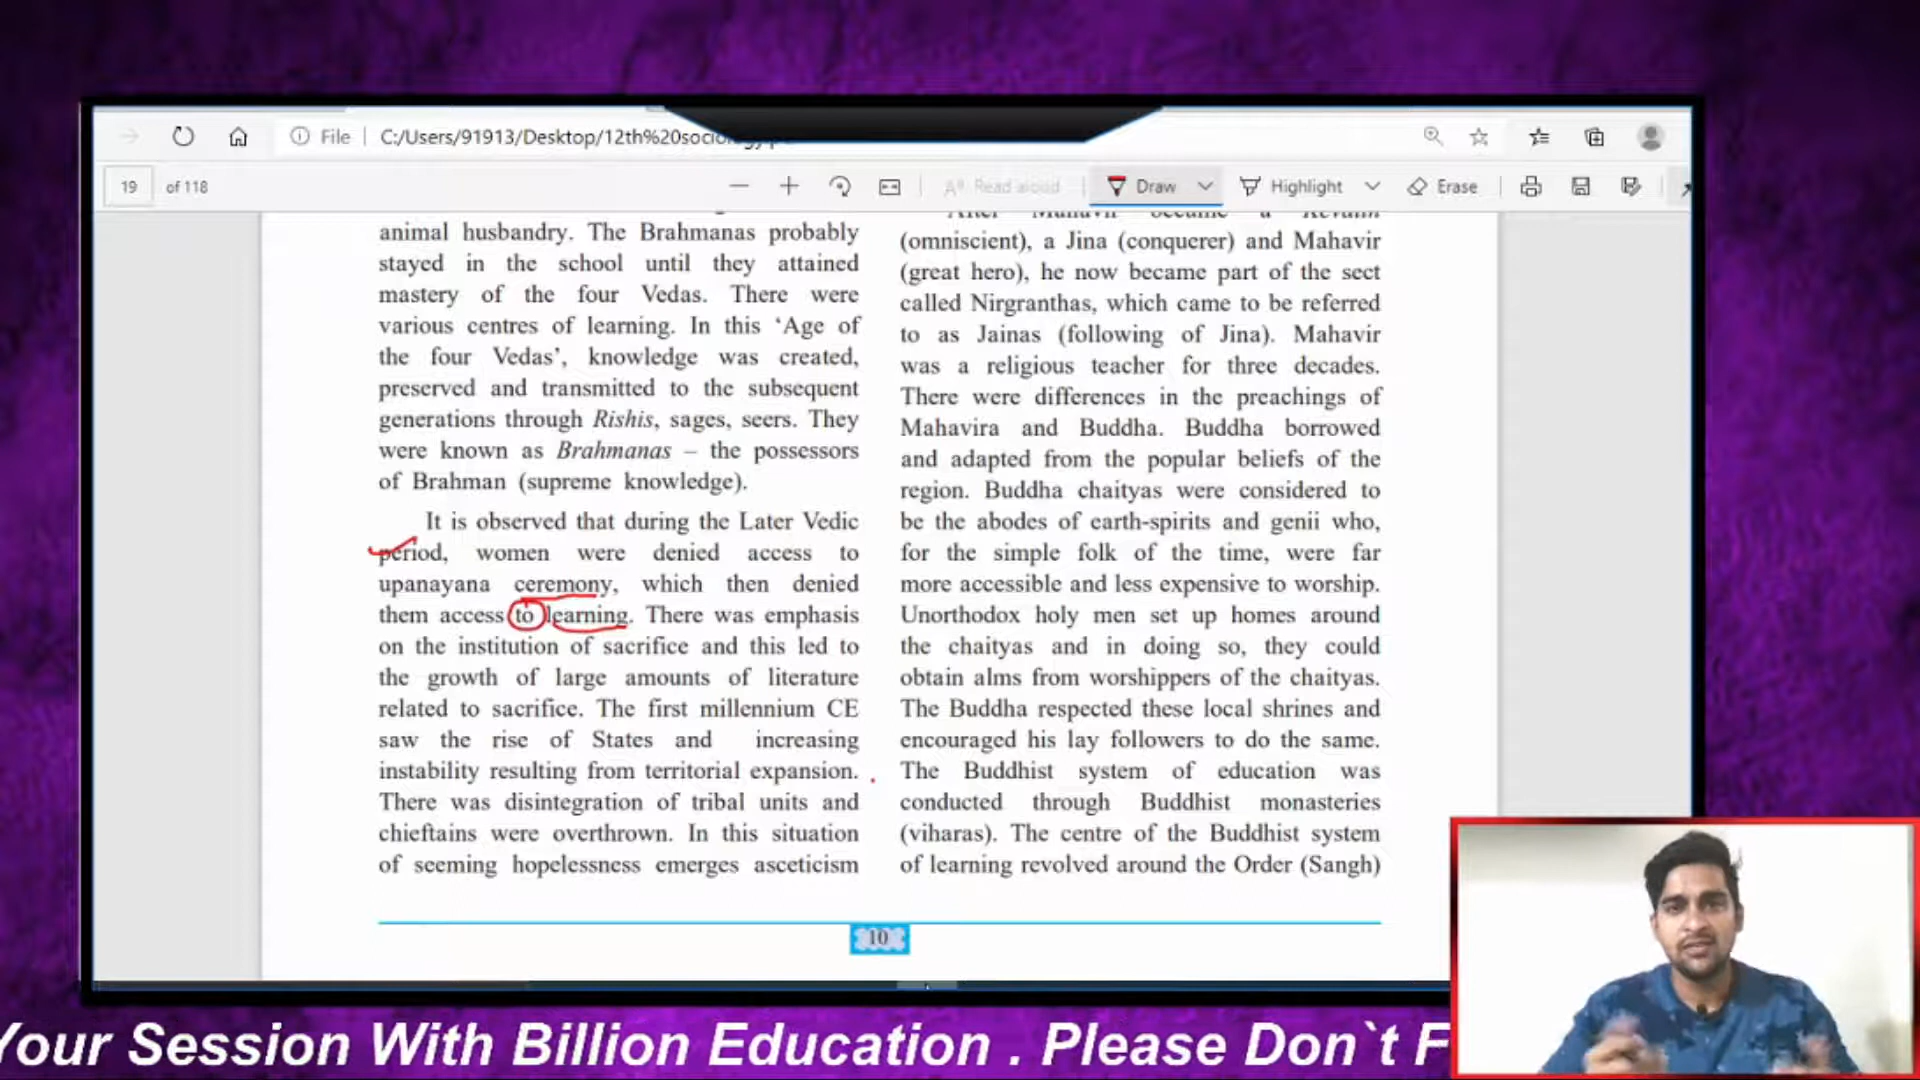 File C:/Users/91913/Desktop/12th%20sociology.p
19 of 118
Read aloud
Draw
Highlight
Erase
animal husbandry. The Brahmanas probably
stayed in the school until they attained
mastery of the four Vedas. There were
various centres of learning. In this ‘Age of
the four Vedas’, knowledge was created,
preserved and transmitted to the subsequent
generations through Rishis, sages, seers. They
were known as Brahmanas – the possessors
of Brahman (supreme knowledge).
It is observed that during the Later Vedic
period, women were denied access to
upanayana ceremony, which then denied
them access to learning. There was emphasis
on the institution of sacrifice and this led to
the growth of large amounts of literature
related to sacrifice. The first millennium CE
saw the rise of States and increasing
instability resulting from territorial expansion.
There was disintegration of tribal units and
chieftains were overthrown. In this situation
of seeming hopelessness emerges asceticism
After Mahavir became a Kevalin
(omniscient), a Jina (conquerer) and Mahavir
(great hero), he now became part of the sect
called Nirgranthas, which came to be referred
to as Jainas (following of Jina). Mahavir
was a religious teacher for three decades.
There were differences in the preachings of
Mahavira and Buddha. Buddha borrowed
and adapted from the popular beliefs of the
region. Buddha chaityas were considered to
be the abodes of earth-spirits and genii who,
for the simple folk of the time, were far
more accessible and less expensive to worship.
Unorthodox holy men set up homes around
the chaityas and in doing so, they could
obtain alms from worshippers of the chaityas.
The Buddha respected these local shrines and
encouraged his lay followers to do the same.
The Buddhist system of education was
conducted through Buddhist monasteries
(viharas). The centre of the Buddhist system
of learning revolved around the Order (Sangh)
10
Your Session With Billion Education . Please Don`t F